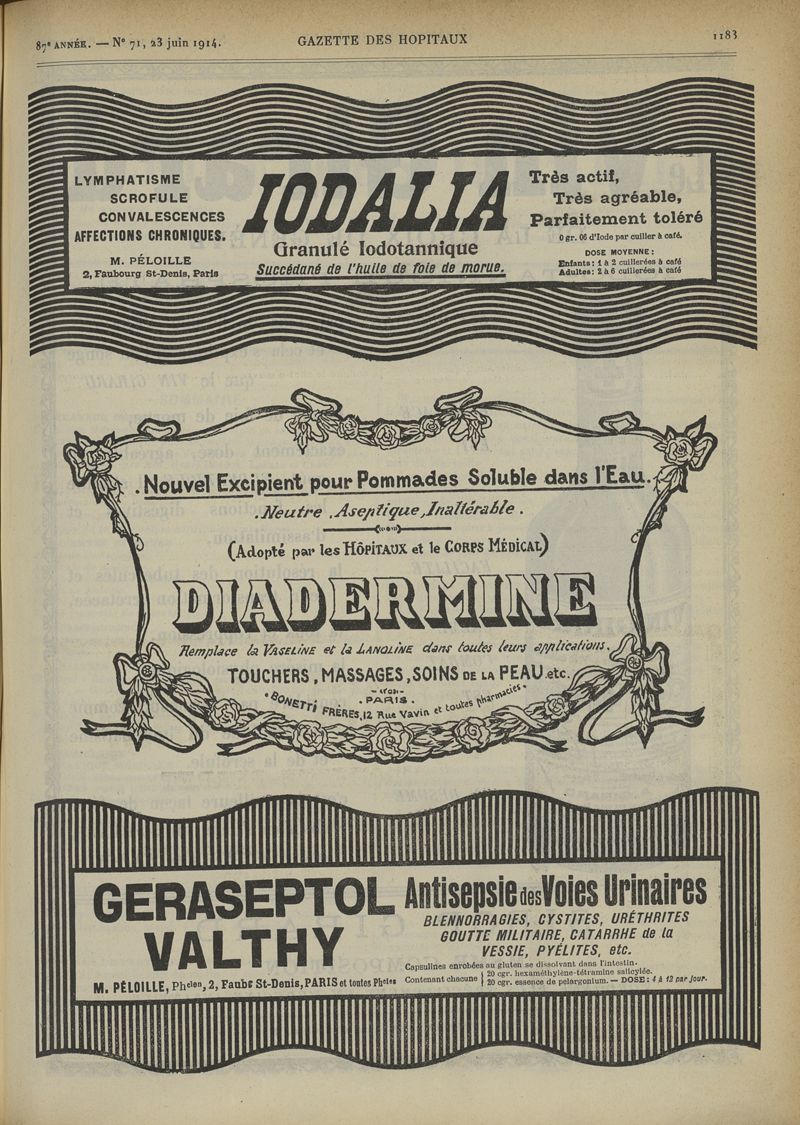 87e ANNÉE. — No 71, 23 juin 1914.
GAZETTE DES HOPITAUX
1183
LYMPHATISME
SCROFULE
CONVALESCENCES
AFFECTIONS CHRONIQUES.
M. PÉLOILLE
2, Faubourg St-Denis, Paris
IODALIA
Granulé Iodotannique
Succédané de l'huile de foie de morue.
Très actif,
Très agréable,
Parfaitement toléré
0 gr. 06 d'Iode par cuiller à café.
DOSE MOYENNE :
Enfants: 1 à 2 cuillerées à café
Adultes: 2 à 6 cuillerées à café
. Nouvel Excipient pour Pommades Soluble dans l'Eau.
.Neutre .Aseptique,Inaltérable .
(Adopté par les HÔPITAUX et le CORPS MÉDICAL)
DIADERMINE
Remplace la VASELINE et la LANOLINE dans toutes leurs applications.
TOUCHERS, MASSAGES, SOINS DE LA PEAU.etc.
. PARIS .
BONETTI FRÈRES, 12 Rue Vavin et toutes pharmacies.
GERASEPTOL
VALTHY
M. PÉLOILLE, Phcien, 2, Faubg St-Denis, PARIS et toutes Phcies
Antisepsie des Voies Urinaires
BLENNORRAGIES, CYSTITES, URÉTHRITES
GOUTTE MILITAIRE, CATARRHE de la
VESSIE, PYÉLITES, etc.
Capsulines enrobées au gluten se dissolvant dans l'intestin.
Contenant chacune { 20 cgr. hexaméthylène-tétramine salicylée.
20 cgr. essence de pelargonium. — DOSE : 4 à 12 par jour.